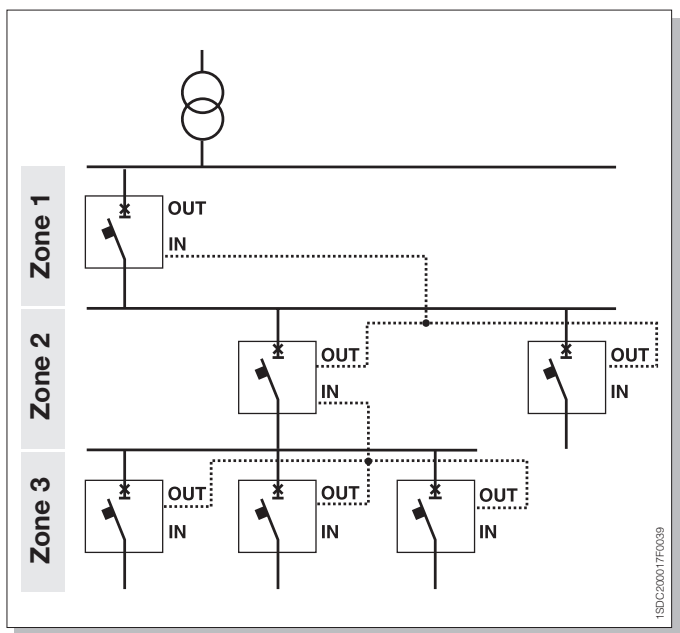 Zone 1
OUT
IN
Zone 2
OUT
IN
OUT
IN
Zone 3
OUT
IN
OUT
IN
OUT
IN
1SDC200017F0039